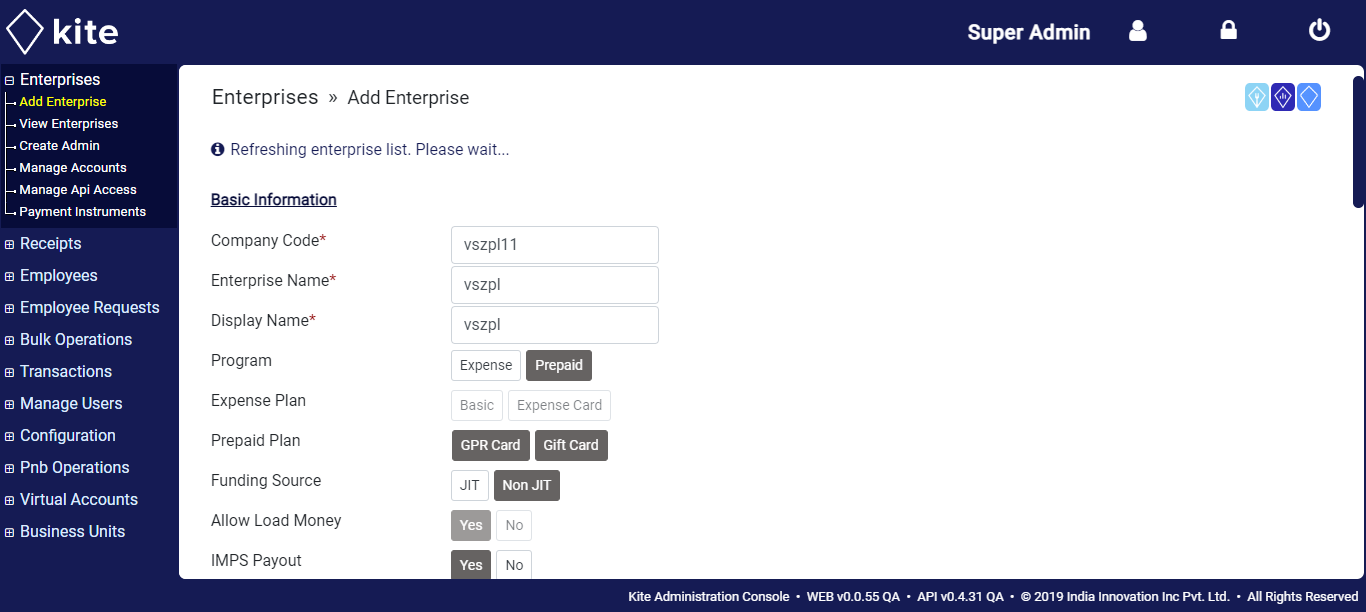 kite
Super Admin
Enterprises
Add Enterprise
View Enterprises
Create Admin
Manage Accounts
Manage Api Access
Payment Instruments
Receipts
Employees
Employee Requests
Bulk Operations
Transactions
Manage Users
Configuration
Pnb Operations
Virtual Accounts
Business Units
Enterprises » Add Enterprise
Refreshing enterprise list. Please wait...
Basic Information
Company Code* vszpl11
Enterprise Name* vszpl
Display Name* vszpl
Program Expense Prepaid
Expense Plan Basic Expense Card
Prepaid Plan GPR Card Gift Card
Funding Source JIT Non JIT
Allow Load Money Yes No
IMPS Payout Yes No
Kite Administration Console • WEB v0.0.55 QA • API v0.4.31 QA • © 2019 India Innovation Inc Pvt. Ltd. • All Rights Reserved